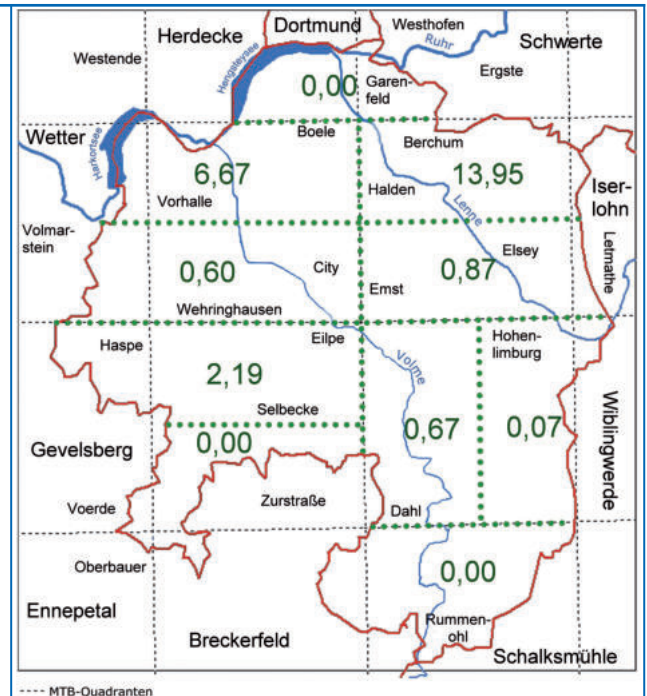 Herdecke
Dortmund
Westhofen
Schwerte
Westende
Ruhr
Hengsteysee
Ergste
0,00
Garen-
feld
Wetter
Harkortsee
Boele
Berchum
6,67
13,95
Iser-
lohn
Vorhalle
Halden
Lenne
Volmar-
stein
Elsey
Letmathe
0,60
City
0,87
Emst
Wehringhausen
Haspe
Eilpe
Hohen-
limburg
Volme
2,19
Selbecke
Wiblingwerde
0,67
0,07
Gevelsberg
0,00
Voerde
Zurstraße
Dahl
Oberbauer
0,00
Ennepetal
Rummen-
ohl
Breckerfeld
Schalksmühle
---- MTB-Quadranten